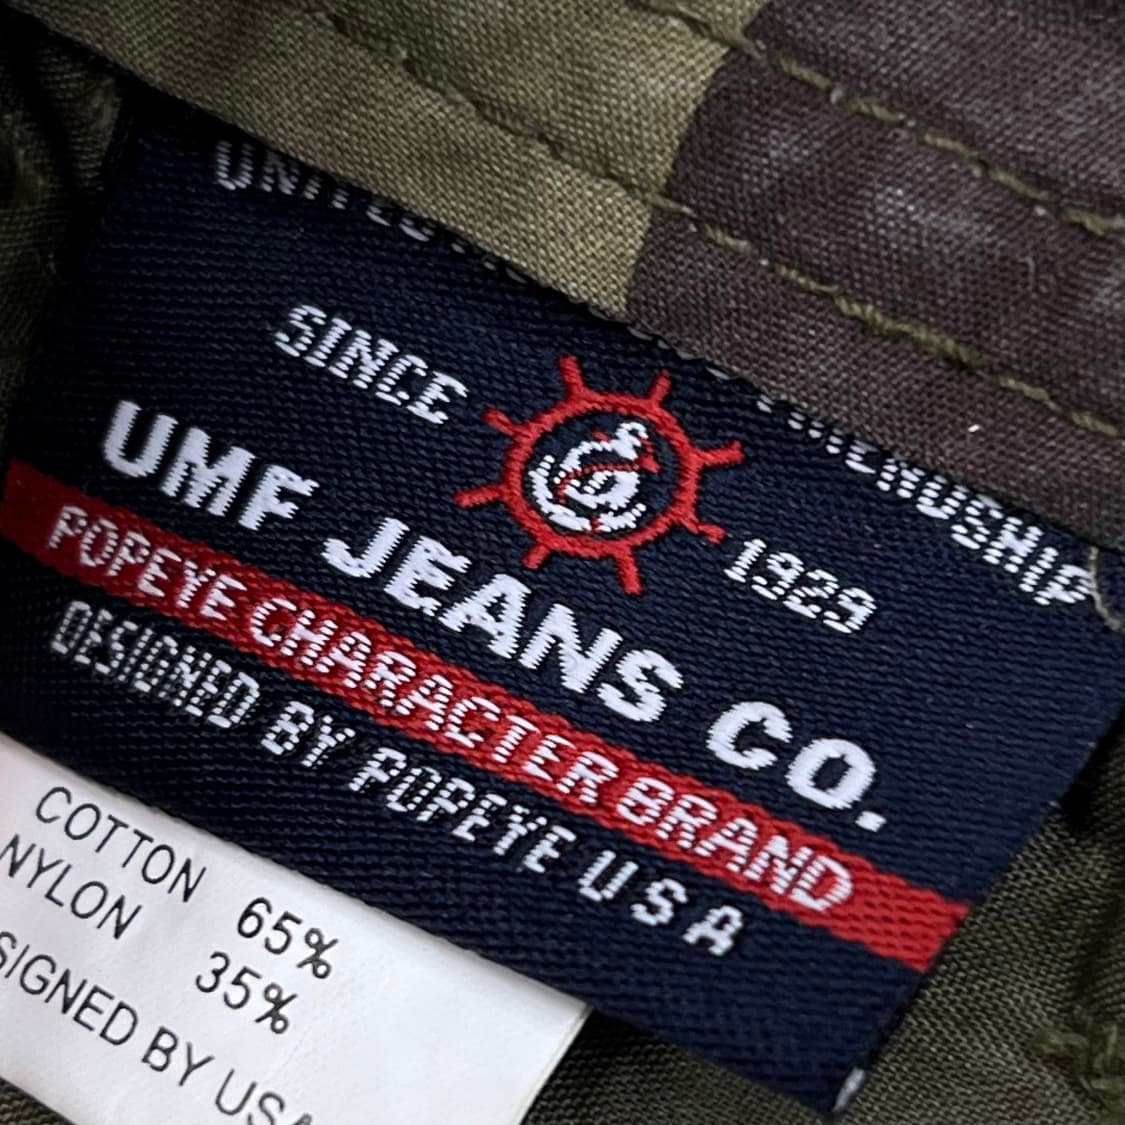 SINCE 1929
UMF JEANS CO.
POPEYE CHARACTER BRAND
DESIGNED BY POPEYE USA
COTTON 65%
NYLON 35%
SIGNED BY USA